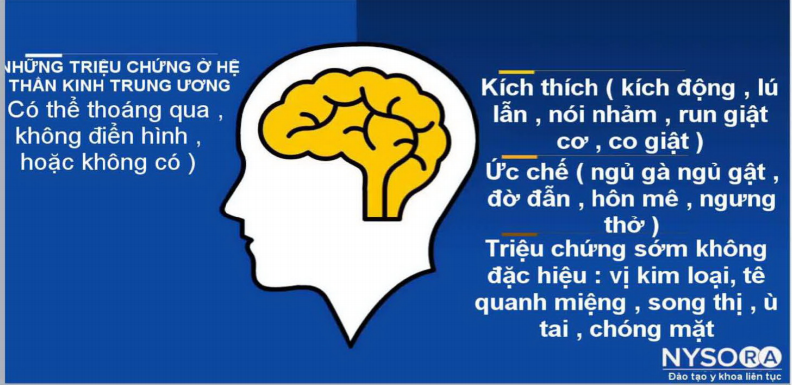 NHỮNG TRIỆU CHỨNG Ở HỆ
THẦN KINH TRUNG ƯƠNG
Có thể thoáng qua ,
không điển hình ,
hoặc không có )
Kích thích ( kích động , lú
lẫn , nói nhảm , run giật
cơ , co giật )
Ức chế ( ngủ gà ngủ gật ,
đờ đẫn , hôn mê , ngưng
thở )
Triệu chứng sớm không
đặc hiệu : vị kim loại, tê
quanh miệng , song thị , ù
tai , chóng mặt
NYSORA
Đào tạo y khoa liên tục